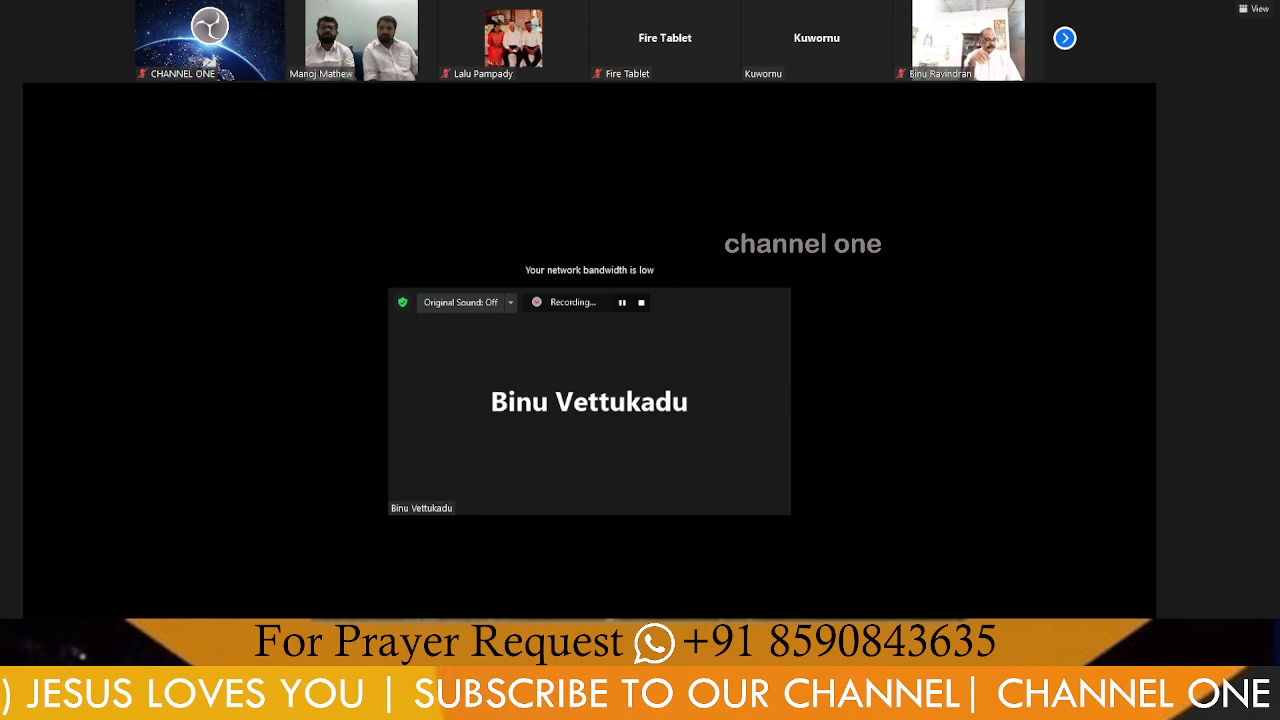 View
CHANNEL ONE
Manoj Mathew
Lalu Pampady
Fire Tablet
Fire Tablet
Kuwornu
Kuwornu
Binu Ravindran
channel one
Your network bandwidth is low
Original Sound: Off
Recording...
Binu Vettukadu
Binu Vettukadu
For Prayer Request +91 8590843635
) JESUS LOVES YOU | SUBSCRIBE TO OUR CHANNEL| CHANNEL ONE